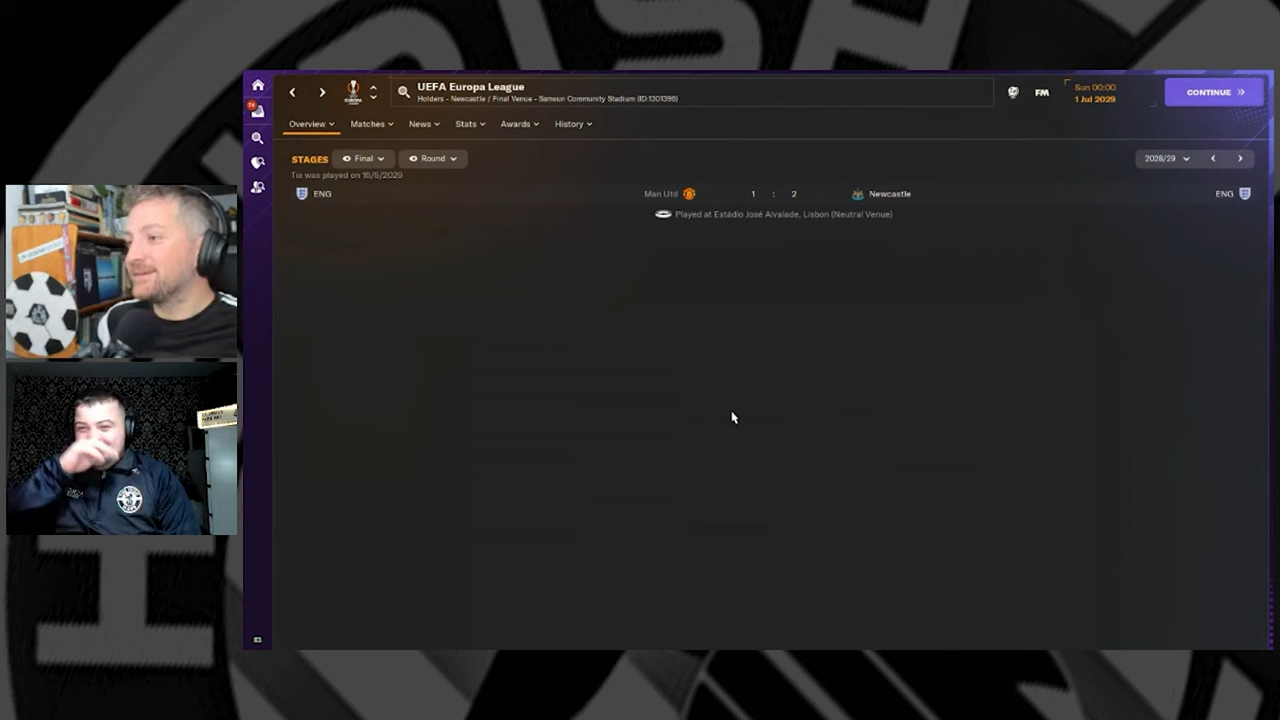 UEFA Europa League
Holders - Newcastle / Final Venue - Samsun Community Stadium (ID:1301396)
FM
Sun 00:00
1 Jul 2029
CONTINUE
Overview
Matches
News
Stats
Awards
History
STAGES
Final
Round
2028/29
Tie was played on 16/5/2029
ENG
Man Utd
1 : 2
Newcastle
ENG
Played at Estádio José Alvalade, Lisbon (Neutral Venue)